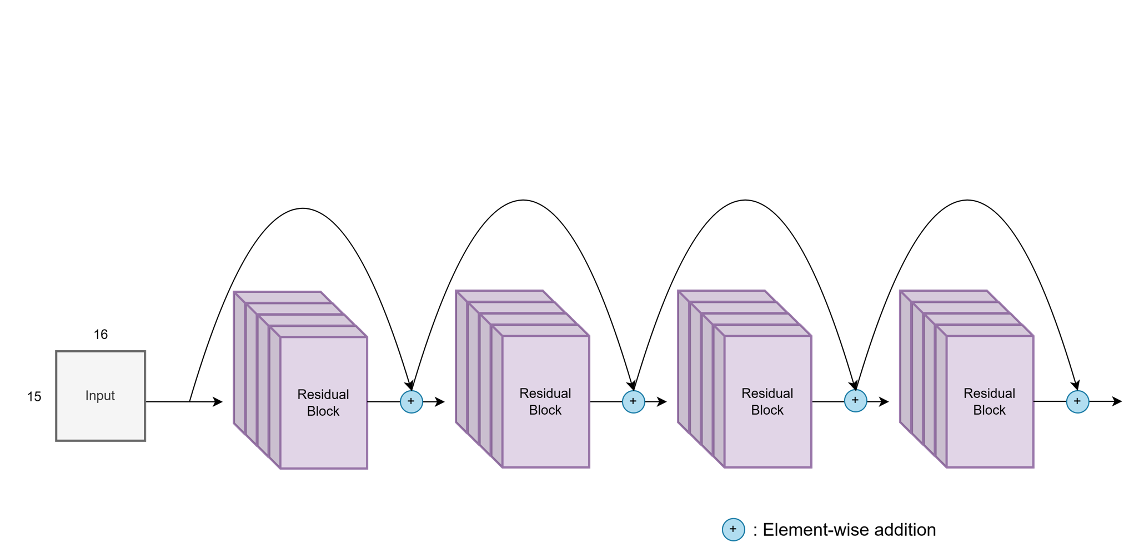 16
15
Input
Residual
Block
+
Residual
Block
+
Residual
Block
+
Residual
Block
+
+ : Element-wise addition